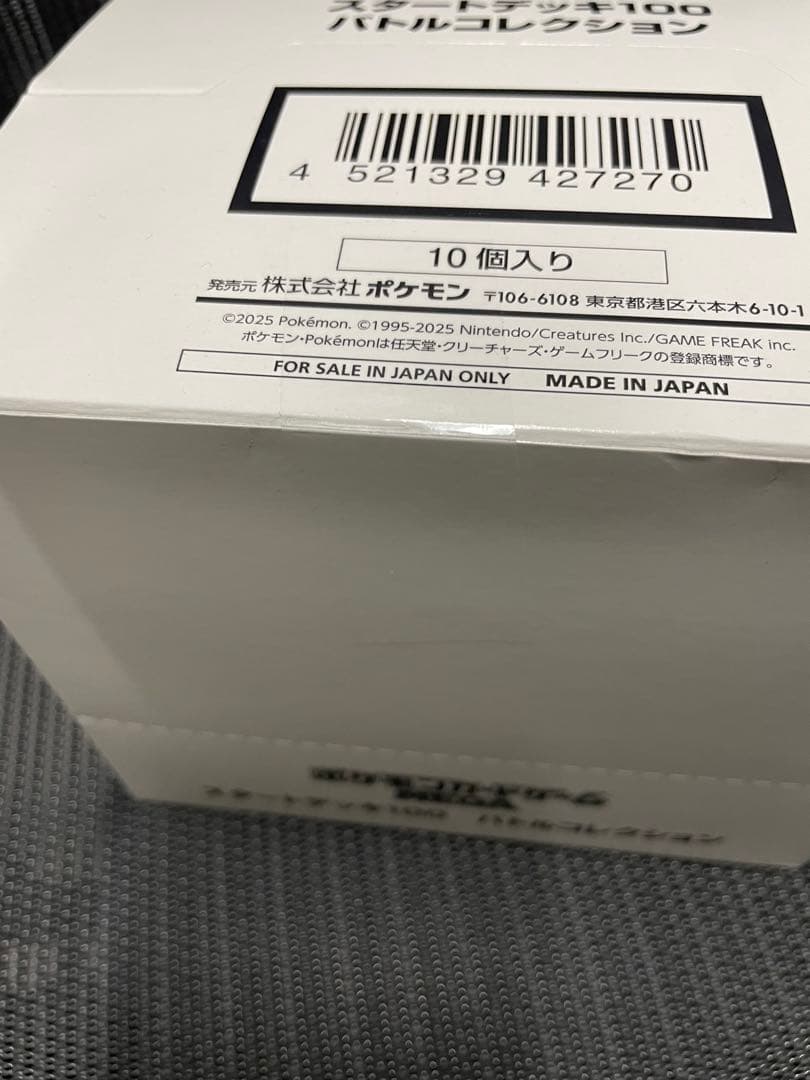 スタートデッキ100
バトルコレクション
4 521329 427270
10個入り
発売元 株式会社 ポケモン 〒106-6108 東京都港区六本木6-10-1
©2025 Pokémon. ©1995-2025 Nintendo/Creatures Inc./GAME FREAK inc.
ポケモン・Pokémonは任天堂・クリーチャーズ・ゲームフリークの登録商標です。
FOR SALE IN JAPAN ONLY MADE IN JAPAN